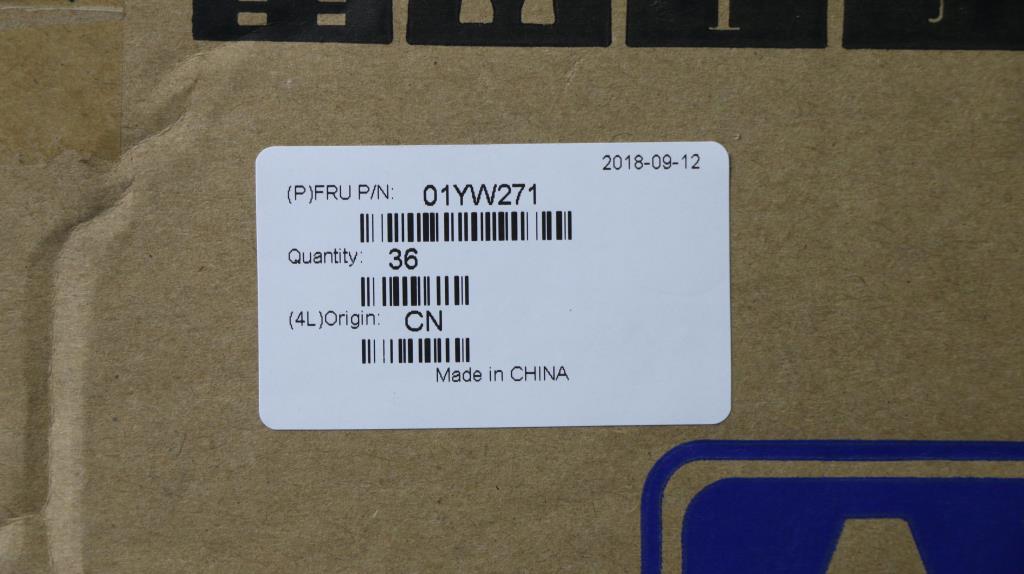 2018-09-12
(P)FRU P/N: 01YW271
Quantity: 36
(4L)Origin: CN
Made in CHINA